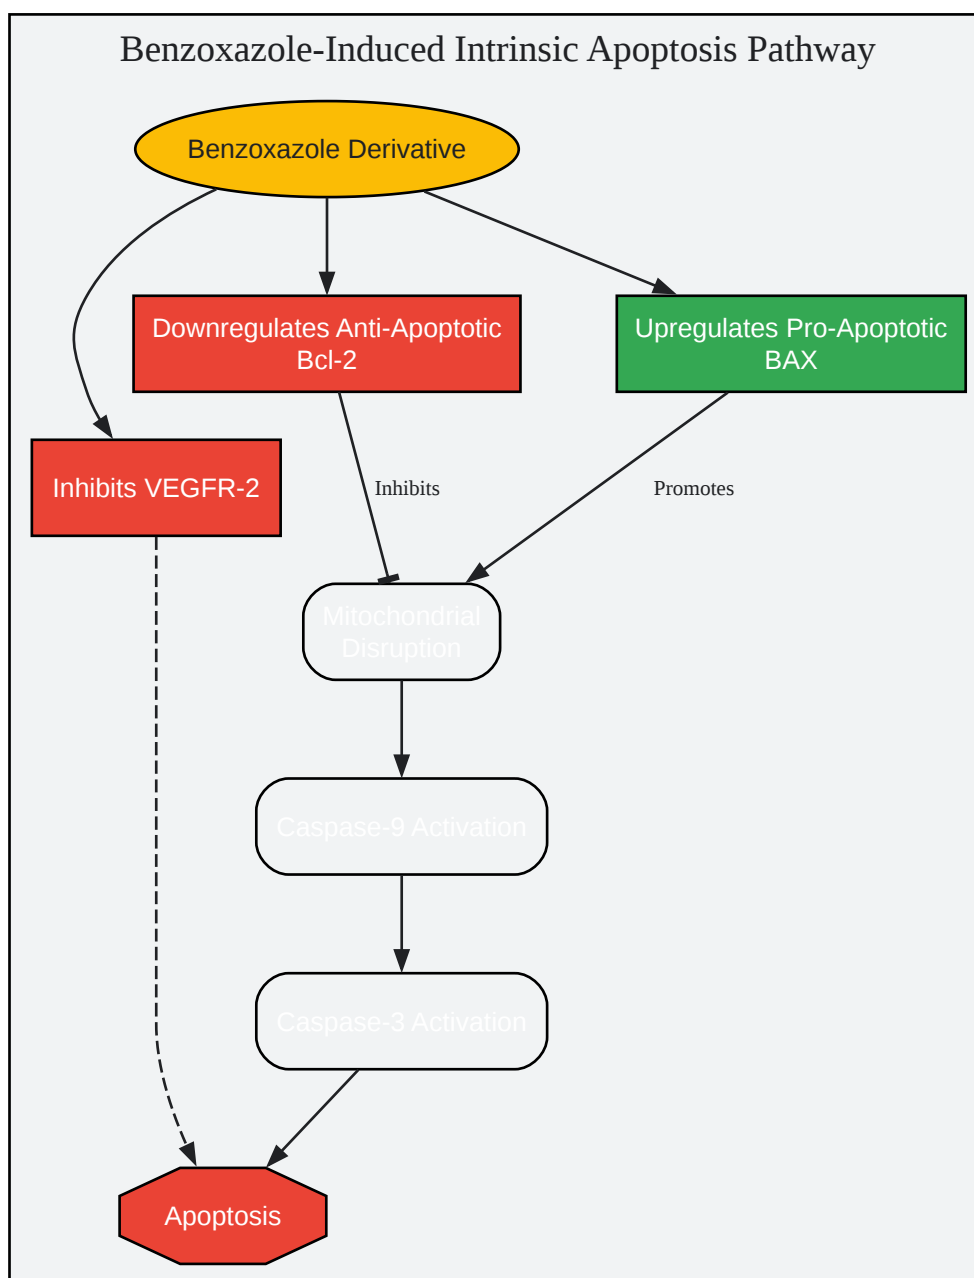 Benzoxazole-Induced Intrinsic Apoptosis Pathway
Benzoxazole Derivative
Downregulates Anti-Apoptotic
Bcl-2
Upregulates Pro-Apoptotic
BAX
Inhibits VEGFR-2
Inhibits
Promotes
Mitochondrial
Disruption
Caspase-9 Activation
Caspase-3 Activation
Apoptosis